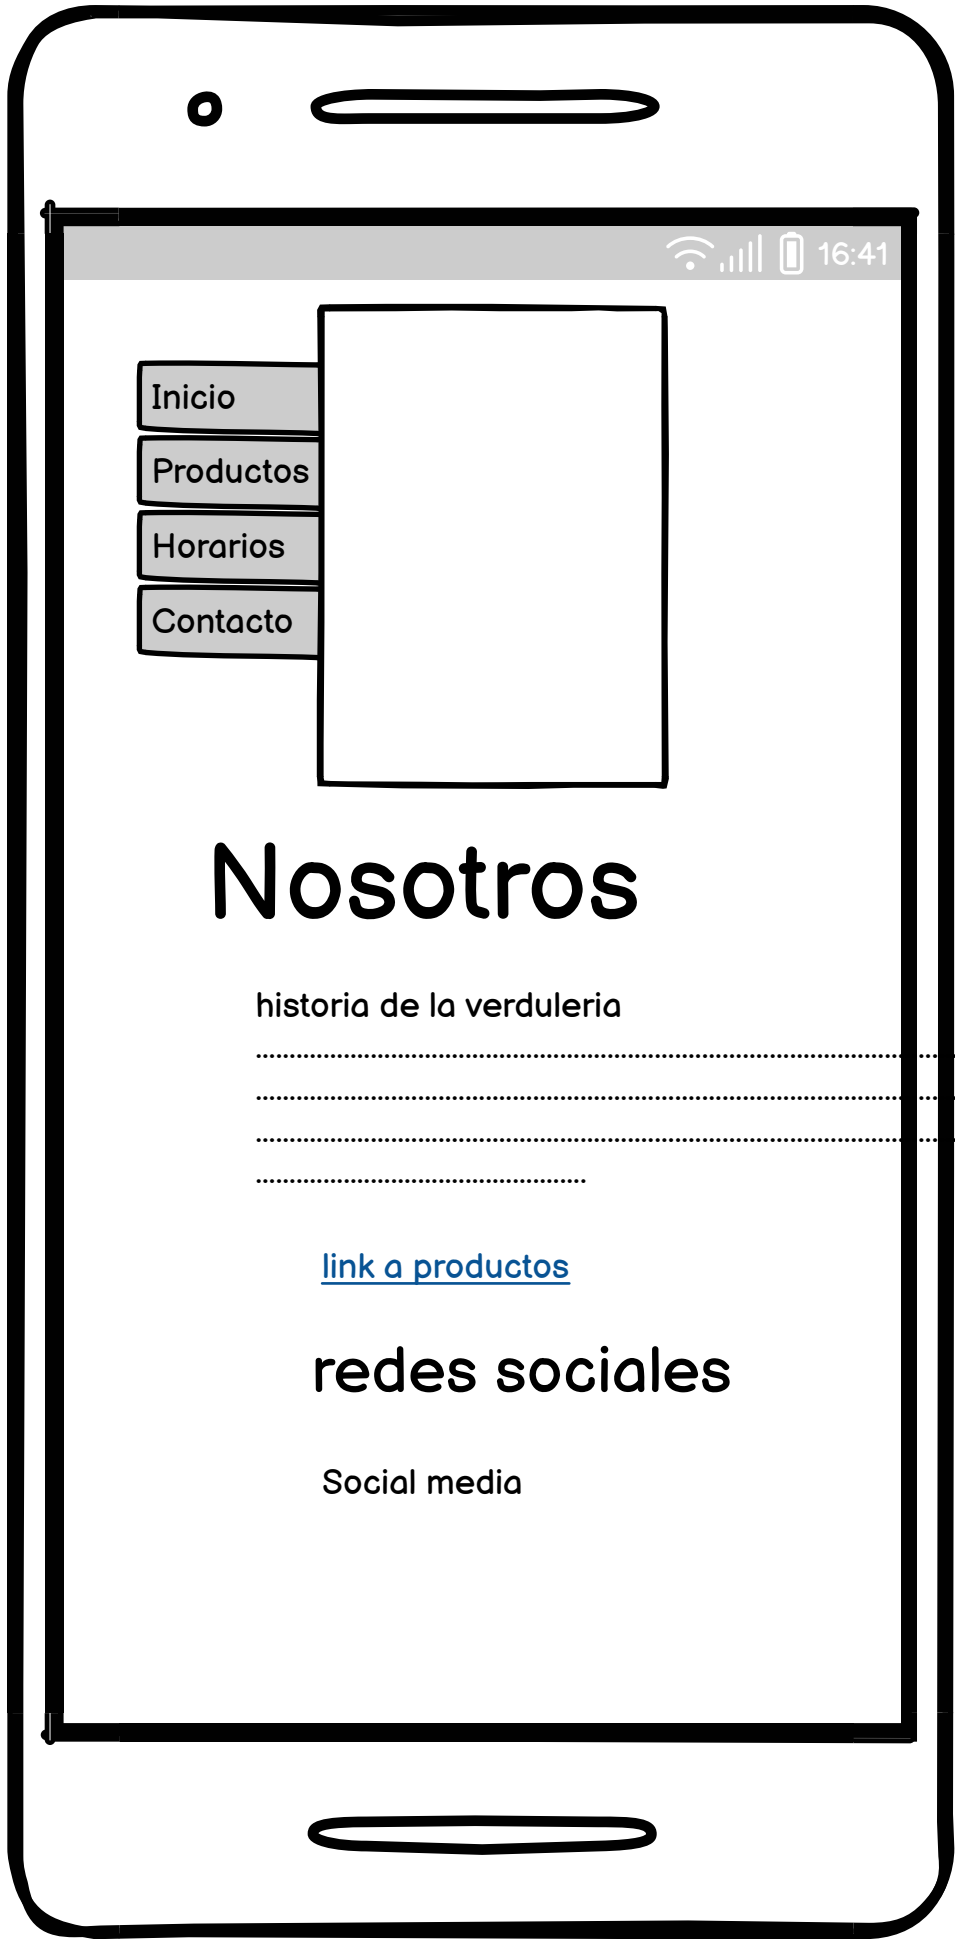 16:41
Inicio
Productos
Horarios
Contacto
Nosotros
historia de la verduleria
........................................................................................................
........................................................................................................
........................................................................................................
.................................................
link a productos
redes sociales
Social media